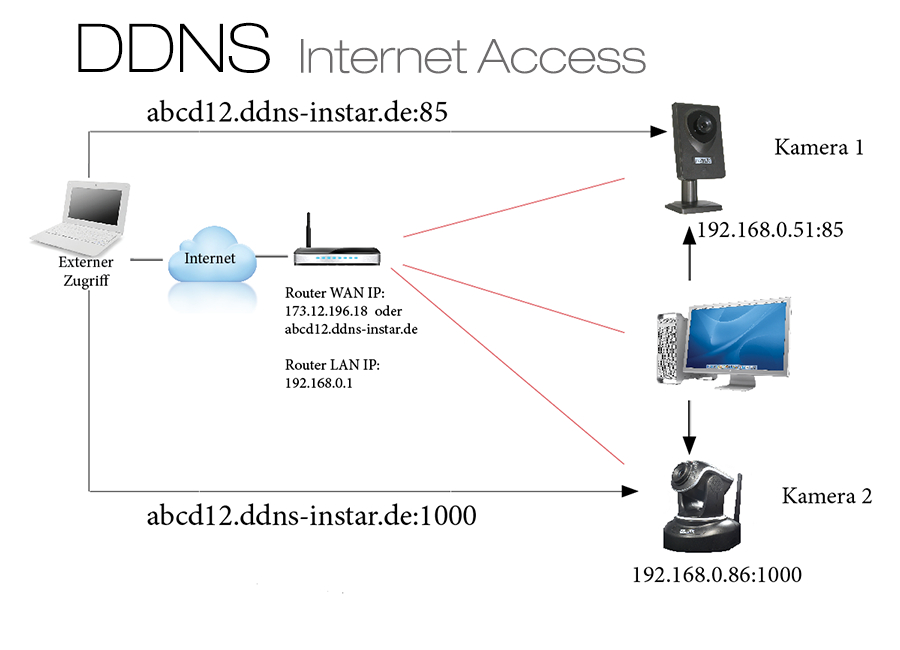 DDNS Internet Access
abcd12.ddns-instar.de:85
Kamera 1
192.168.0.51:85
Externer
Zugriff
Internet
Router WAN IP:
173.12.196.18 oder
abcd12.ddns-instar.de
Router LAN IP:
192.168.0.1
Kamera 2
abcd12.ddns-instar.de:1000
192.168.0.86:1000